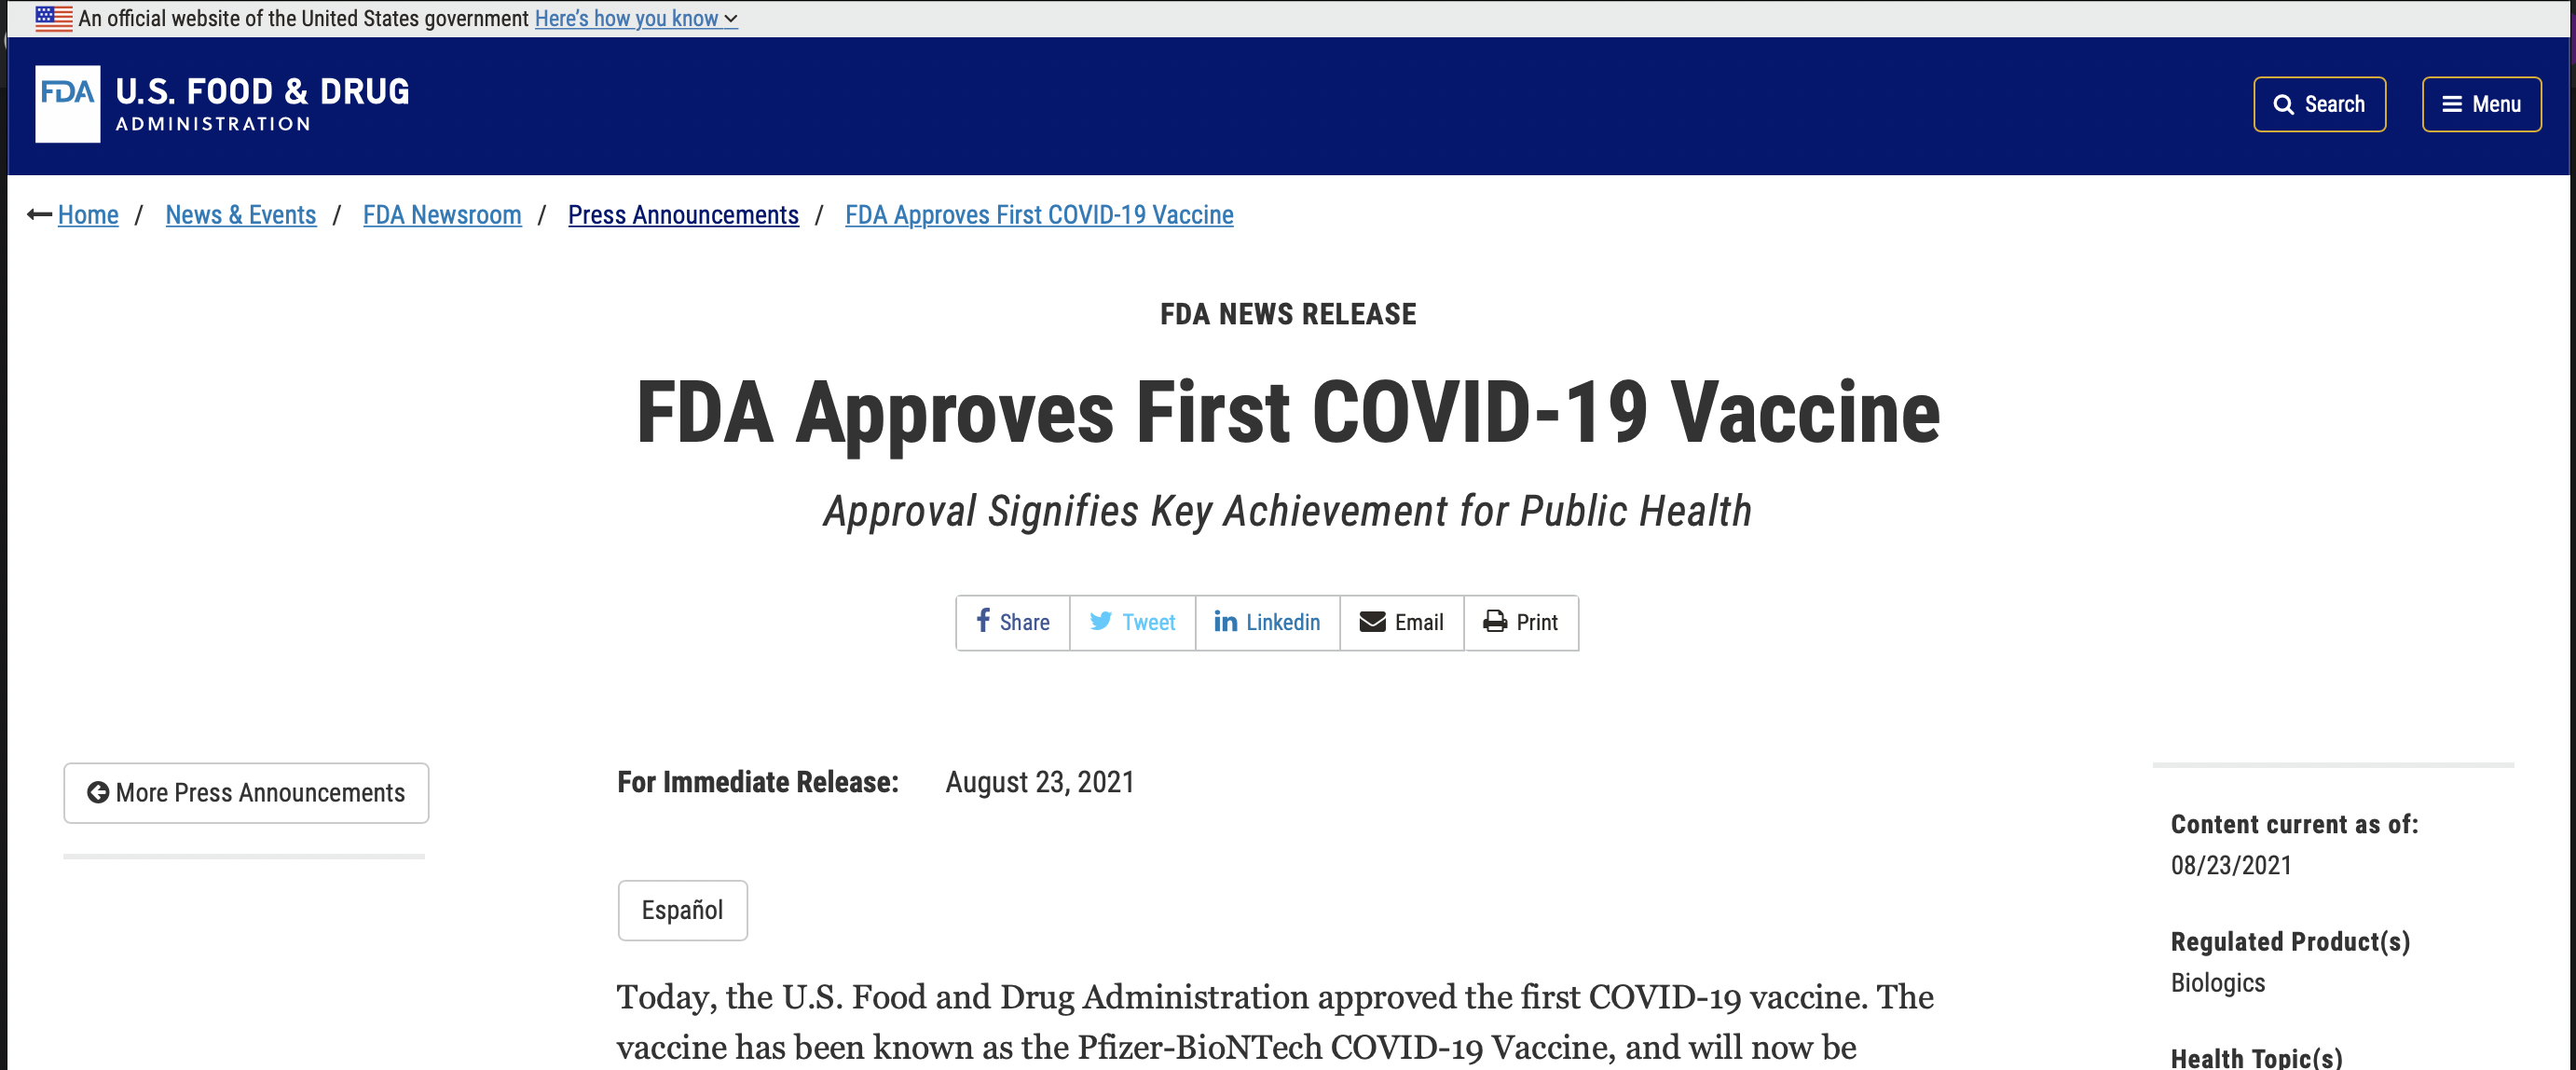 An official website of the United States government Here’s how you know
FDA U.S. FOOD & DRUG
ADMINISTRATION
Search
Menu
Home / News & Events / FDA Newsroom / Press Announcements / FDA Approves First COVID-19 Vaccine
FDA NEWS RELEASE
FDA Approves First COVID-19 Vaccine
Approval Signifies Key Achievement for Public Health
Share
Tweet
Linkedin
Email
Print
More Press Announcements
For Immediate Release: August 23, 2021
Español
Today, the U.S. Food and Drug Administration approved the first COVID-19 vaccine. The
vaccine has been known as the Pfizer-BioNTech COVID-19 Vaccine, and will now be
Content current as of:
08/23/2021
Regulated Product(s)
Biologics
Health Topic(s)